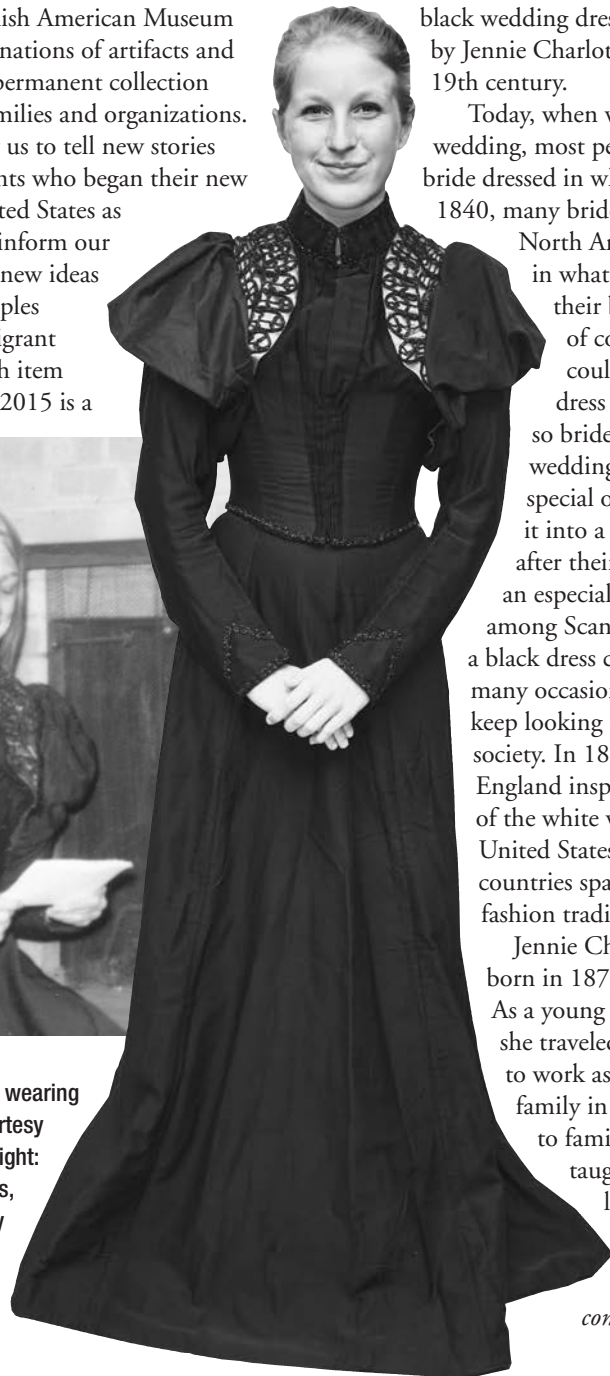 lish American Museum
nations of artifacts and
permanent collection
milies and organizations.
us to tell new stories
nts who began their new
ted States as
inform our
new ideas
ples
igrant
h item
2015 is a
wearing
rtesy
ight:
s,
y
black wedding dres
by Jennie Charlot
19th century.
Today, when w
wedding, most pe
bride dressed in wh
1840, many brid
North Am
in what
their b
of co
coul
dress
so bride
wedding
special o
it into a
after their
an especial
among Scan
a black dress c
many occasion
keep looking
society. In 18
England insp
of the white v
United States
countries spa
fashion tradi
Jennie Ch
born in 187
As a young
she traveled
to work as
family in
to famil
taug
l
con